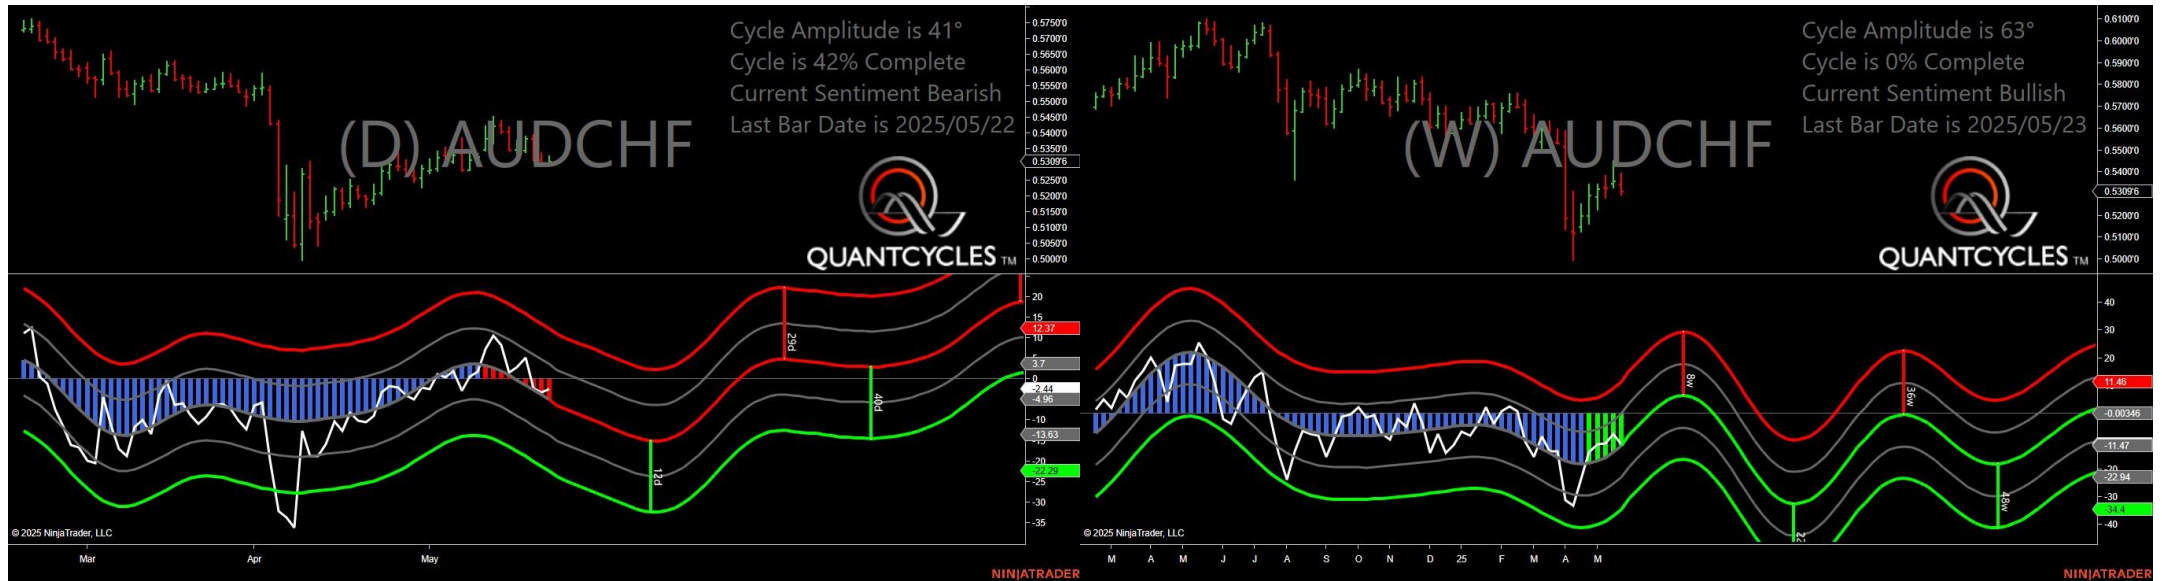 Cycle Amplitude is 41°
Cycle is 42% Complete
Current Sentiment Bearish
Last Bar Date is 2025/05/22
(D) AUDCHF
QUANTCYCLES TM
0.5750'0
0.5700'0
0.5650'0
0.5600'0
0.5550'0
0.5500'0
0.5450'0
0.5400'0
0.5350'0
0.5309'6
0.5250'0
0.5200'0
0.5150'0
0.5100'0
0.5050'0
0.5000'0
20
15
12.37
10
5
3.7
0
-2.44
-4.96
-10
-13.63
-20
-22.29
-25
-30
-35
29d
40d
12d
© 2025 NinjaTrader, LLC
Mar Apr May
NINJATRADER
Cycle Amplitude is 63°
Cycle is 0% Complete
Current Sentiment Bullish
Last Bar Date is 2025/05/23
(W) AUDCHF
QUANTCYCLES TM
0.6100'0
0.6000'0
0.5900'0
0.5800'0
0.5700'0
0.5600'0
0.5500'0
0.5400'0
0.5309'6
0.5200'0
0.5100'0
0.5000'0
40
30
20
11.46
-0.00346
-11.47
-20
-22.94
-30
-34.4
-40
8w
36w
48w
22
© 2025 NinjaTrader, LLC
M A M J J A S O N D 25 F M A M
NINJATRADER